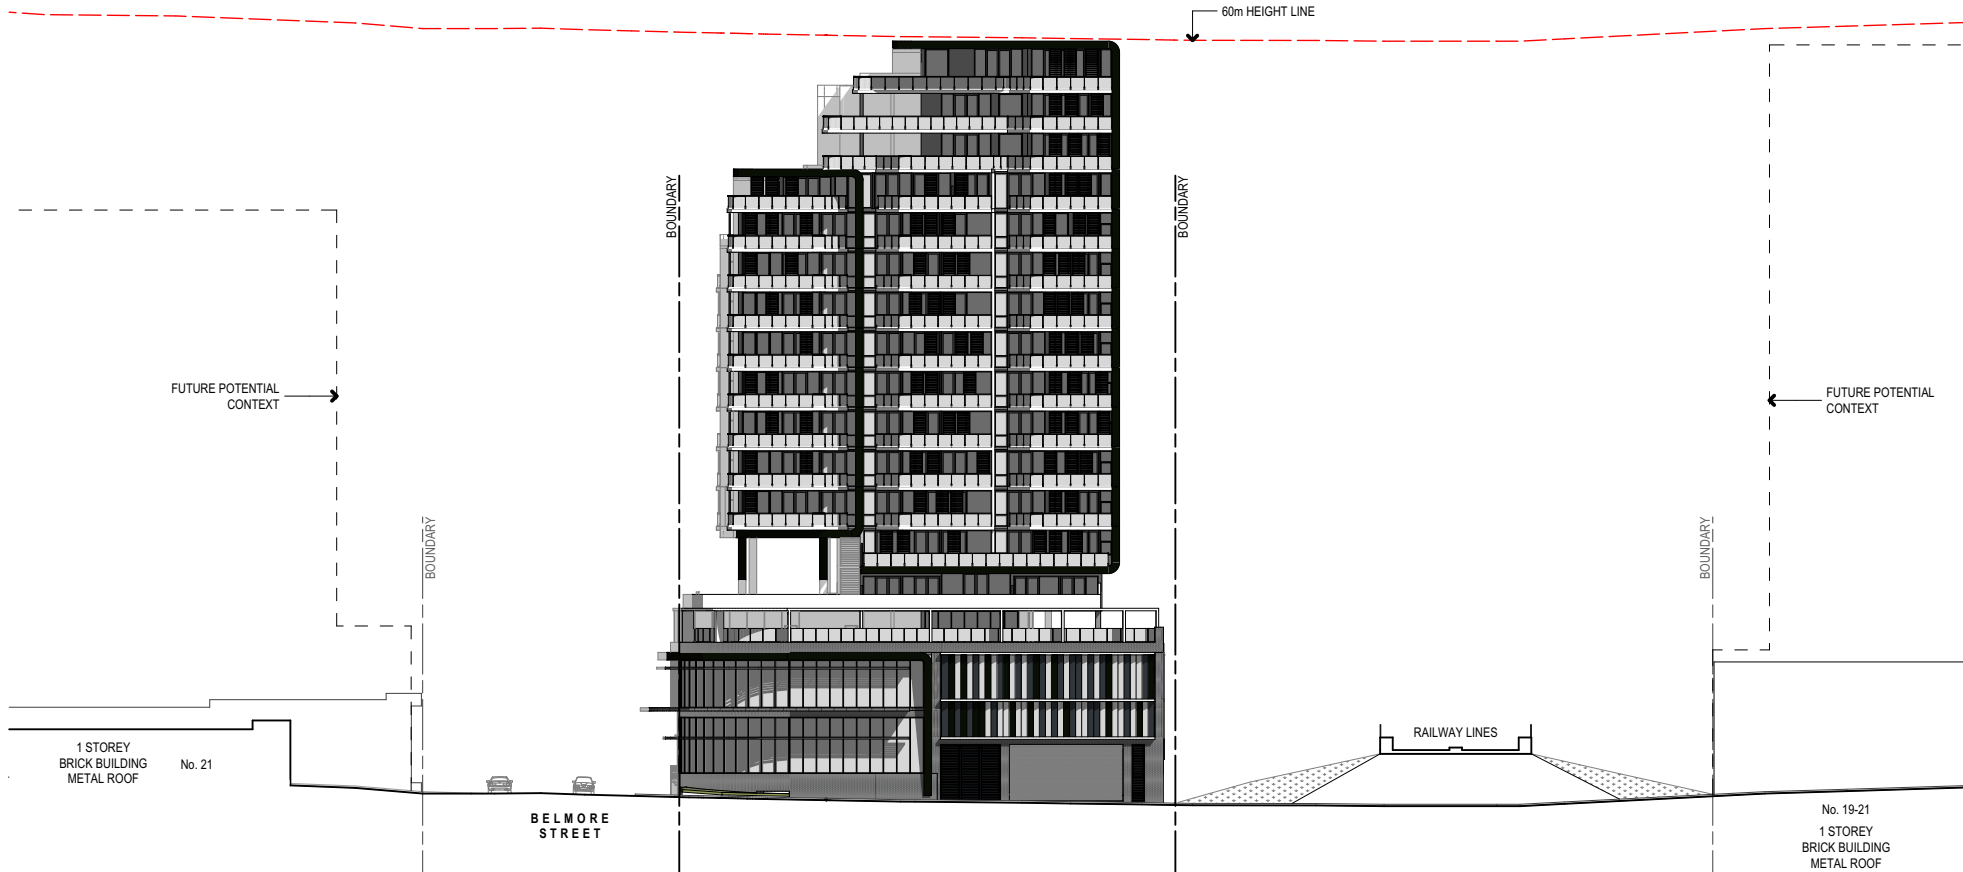 60m HEIGHT LINE
BOUNDARY
BOUNDARY
FUTURE POTENTIAL
CONTEXT
FUTURE POTENTIAL
CONTEXT
BOUNDARY
BOUNDARY
1 STOREY
BRICK BUILDING
METAL ROOF
No. 21
RAILWAY LINES
BELMORE
STREET
No. 19-21
1 STOREY
BRICK BUILDING
METAL ROOF